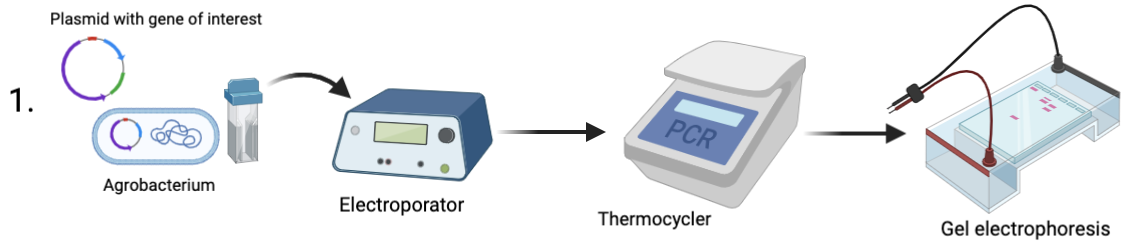 Plasmid with gene of interest
1.
Agrobacterium
Electroporator
PCR
Thermocycler
Gel electrophoresis